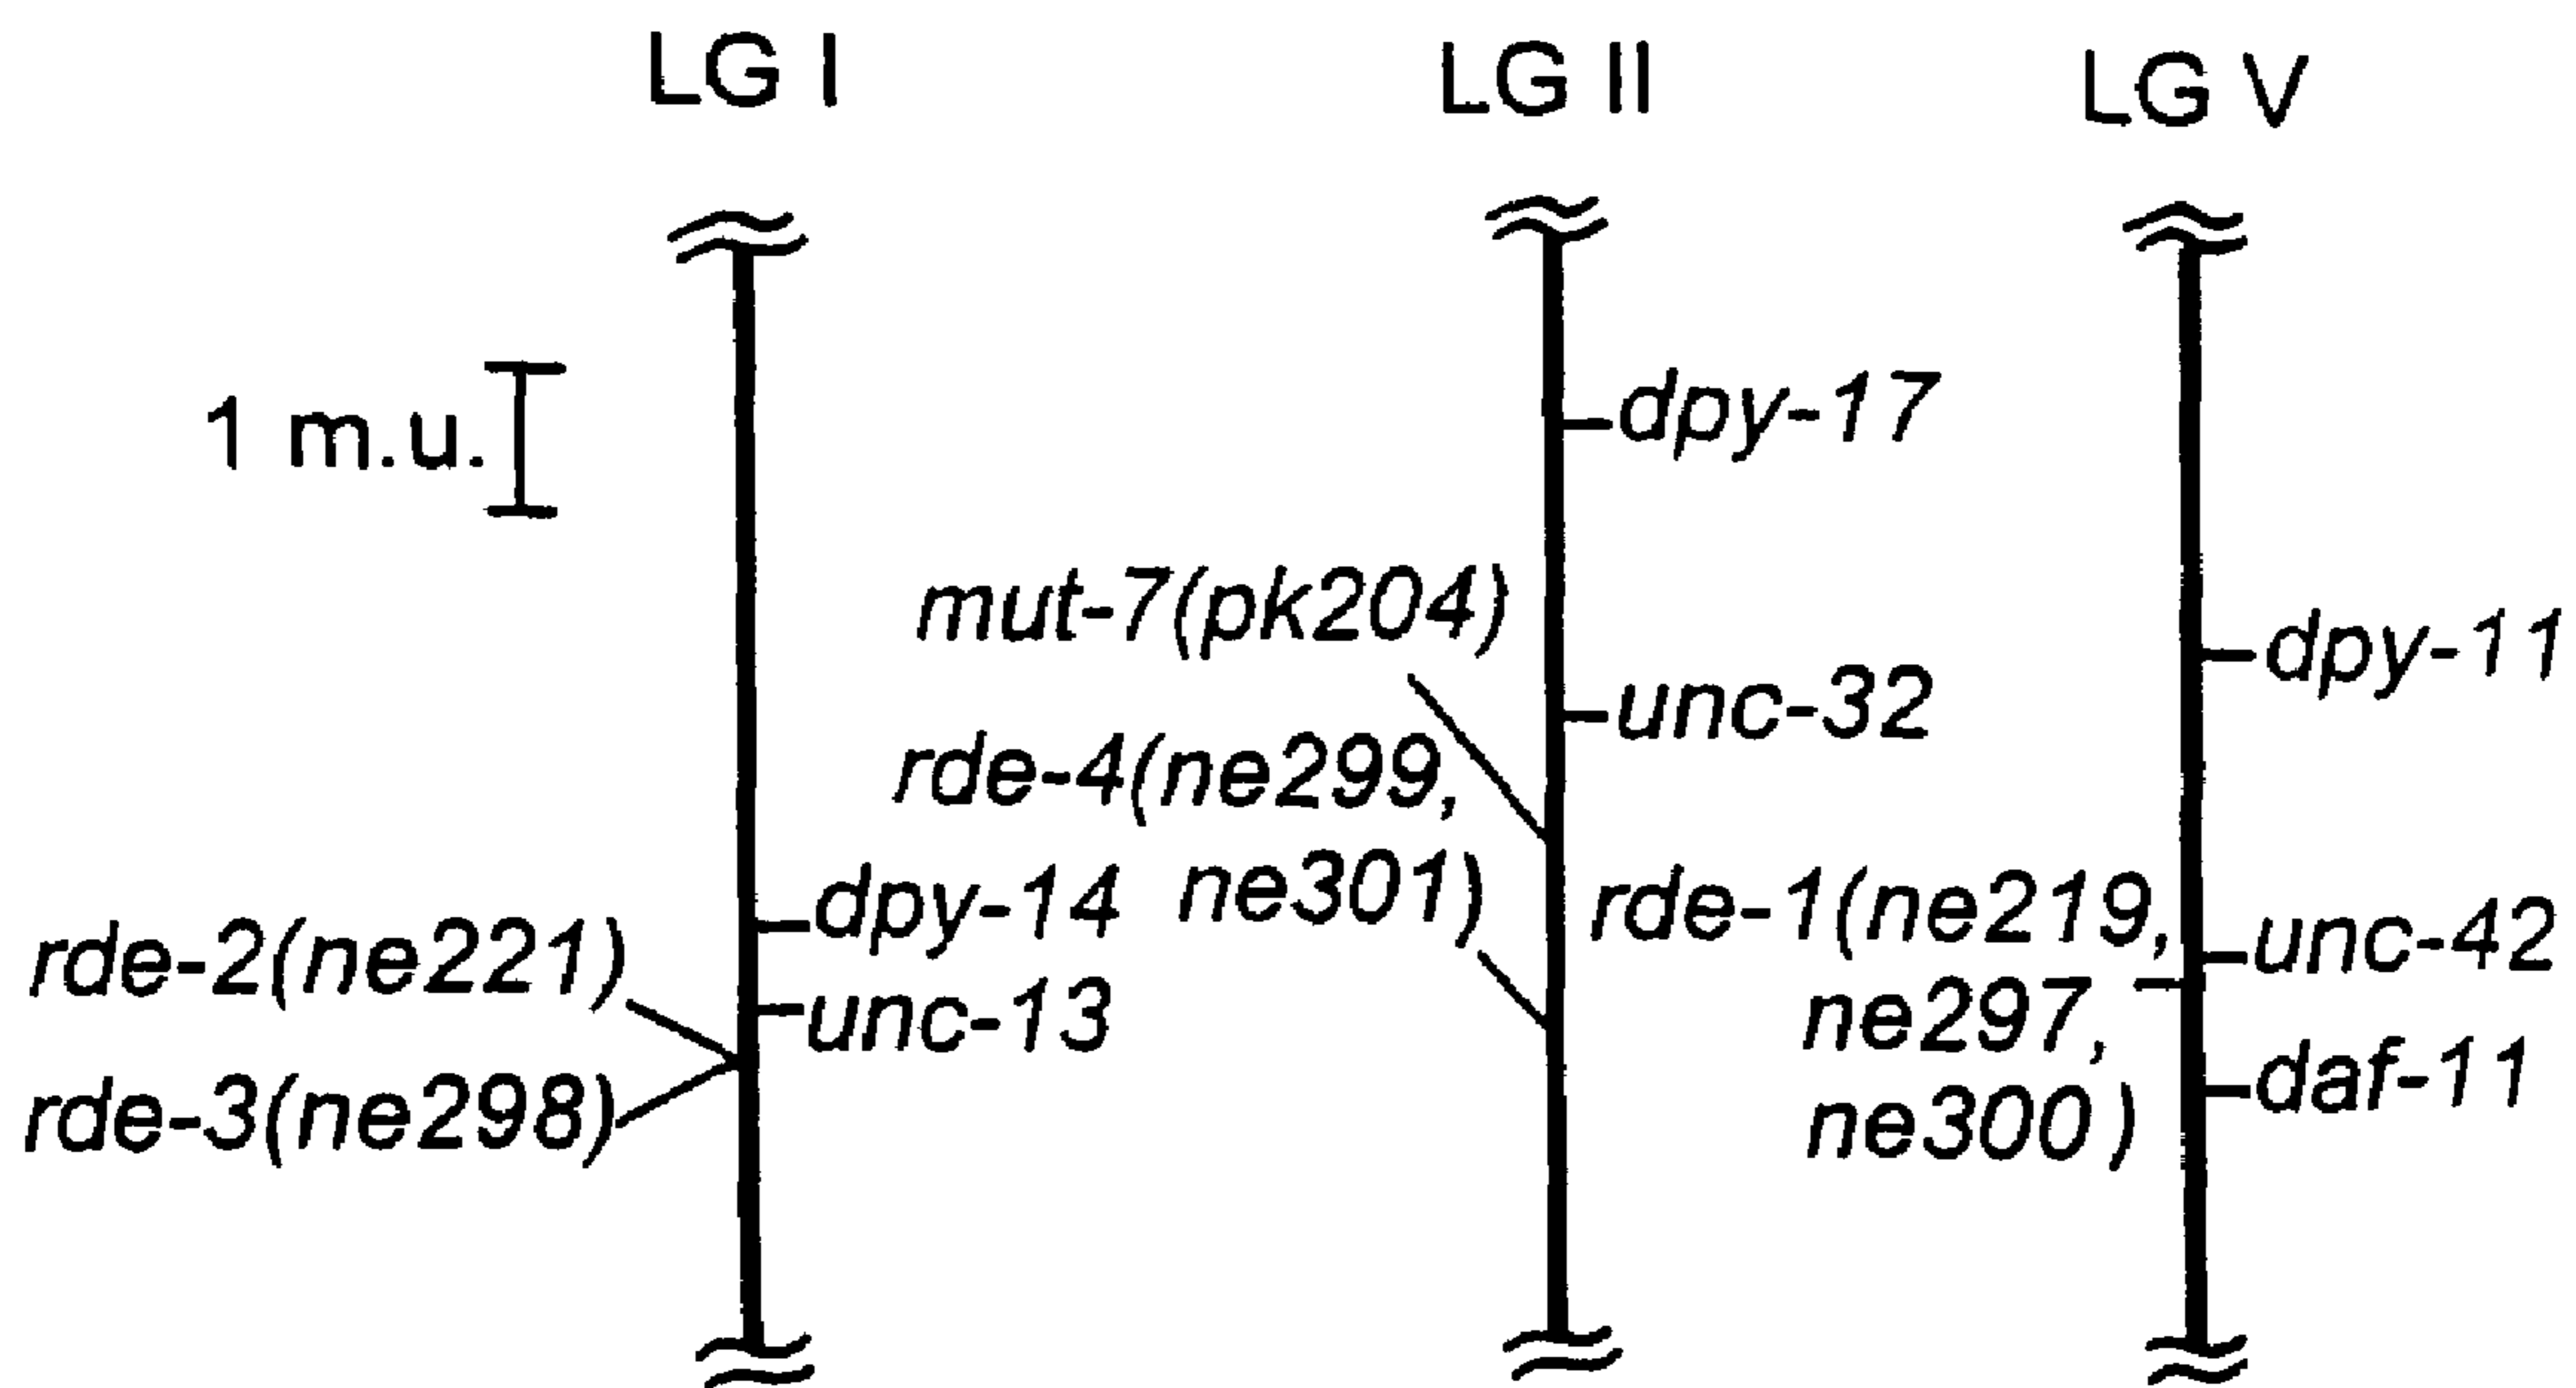 LG I
LG II
LG V
1 m.u.
dpy-17
mut-7(pk204)
unc-32
dpy-11
rde-4(ne299,
ne301)
dpy-14
unc-13
rde-2(ne221)
rde-3(ne298)
rde-1(ne219,
ne297,
ne300)
unc-42
daf-11